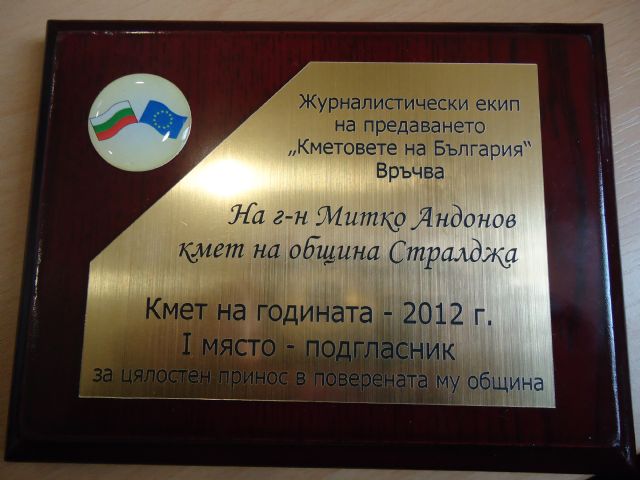 Журналистически екип
на предаването
„Кметовете на България“
Връчва
На г-н Митко Андонов
кмет на община Стралджа
Кмет на годината - 2012 г.
I място - подгласник
за цялостен принос в поверената му община